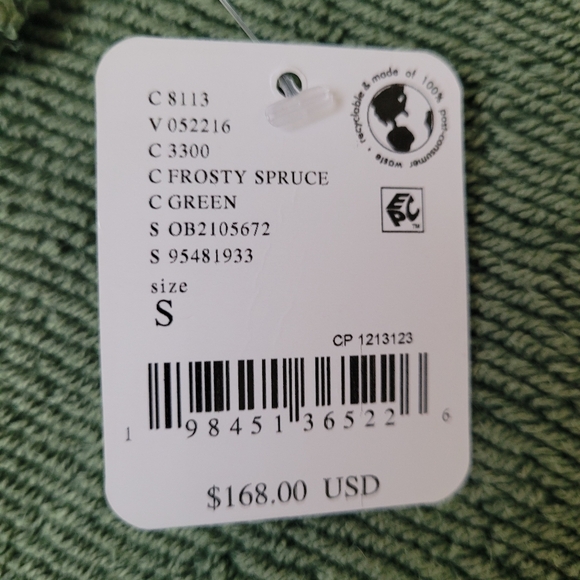 C 8113
V 052216
C 3300
C FROSTY SPRUCE
C GREEN
S OB2105672
S 95481933
size
S
recyclable & made of 100% post-consumer waste •
EPC™
CP 1213123
1 98451 36522 6
$168.00 USD